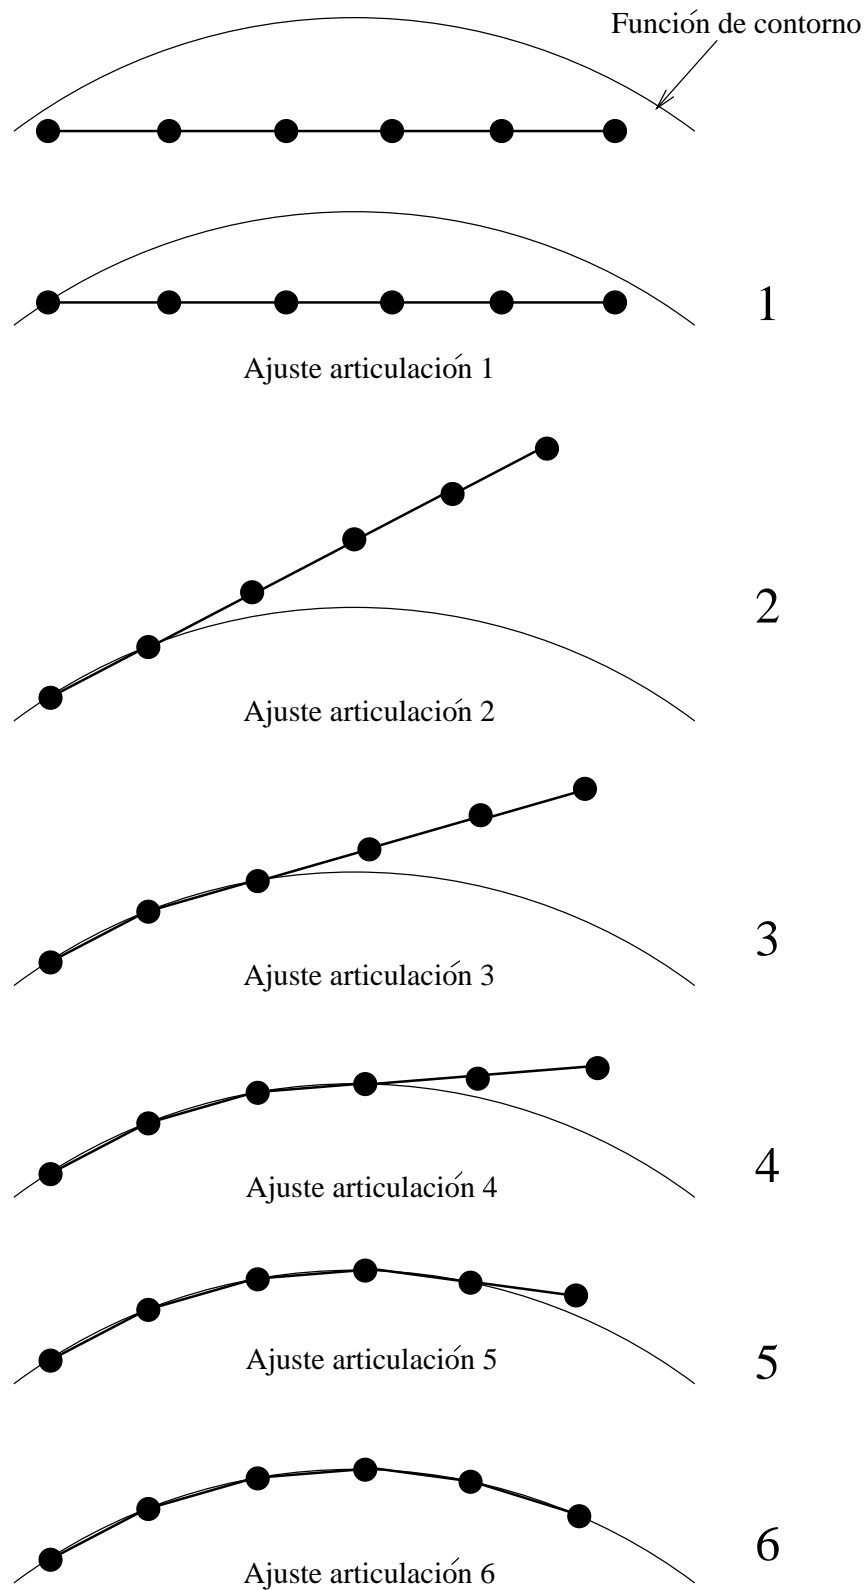 Función de contorno
1
Ajuste articulación 1
2
Ajuste articulación 2
3
Ajuste articulación 3
4
Ajuste articulación 4
5
Ajuste articulación 5
6
Ajuste articulación 6